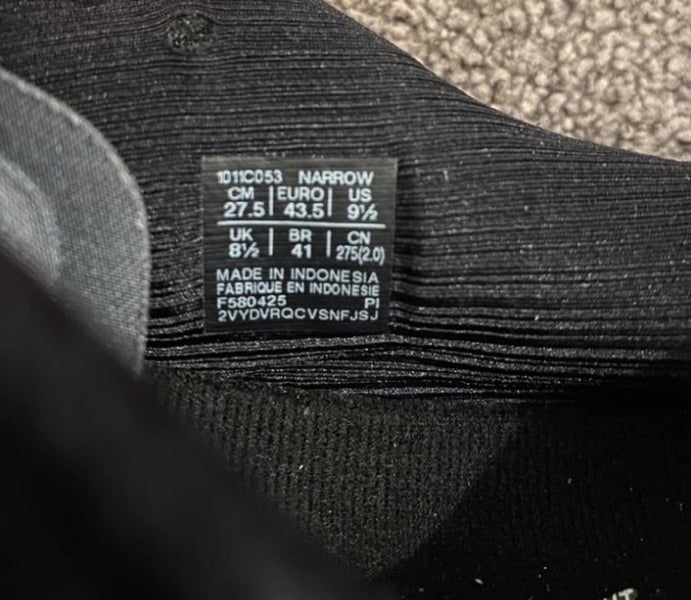 1011C053 NARROW
CM | EURO | US
27.5 | 43.5 | 9½
UK | BR | CN
8½ | 41 | 275(2.0)
MADE IN INDONESIA
FABRIQUE EN INDONESIE
F580425 PI
2VYDVRQCVSNFJSJ